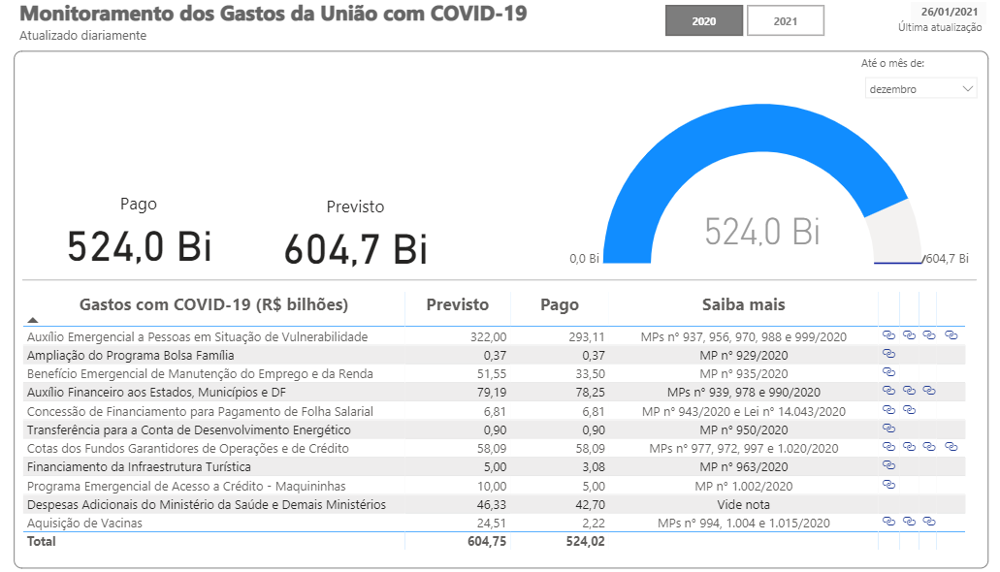 Monitoramento dos Gastos da União com COVID-19
Atualizado diariamente
2020
2021
26/01/2021
Última atualização
Até o mês de:
dezembro
Pago
524,0 Bi
Previsto
604,7 Bi
524,0 Bi
0,0 Bi
604,7 Bi
Gastos com COVID-19 (R$ bilhões) Previsto Pago Saiba mais
Auxílio Emergencial a Pessoas em Situação de Vulnerabilidade 322,00 293,11 MPs n° 937, 956, 970, 988 e 999/2020
Ampliação do Programa Bolsa Família 0,37 0,37 MP n° 929/2020
Benefício Emergencial de Manutenção do Emprego e da Renda 51,55 33,50 MP n° 935/2020
Auxílio Financeiro aos Estados, Municípios e DF 79,19 78,25 MPs n° 939, 978 e 990/2020
Concessão de Financiamento para Pagamento de Folha Salarial 6,81 6,81 MP n° 943/2020 e Lei n° 14.043/2020
Transferência para a Conta de Desenvolvimento Energético 0,90 0,90 MP n° 950/2020
Cotas dos Fundos Garantidores de Operações e de Crédito 58,09 58,09 MPs n° 977, 972, 997 e 1.020/2020
Financiamento da Infraestrutura Turística 5,00 3,08 MP n° 963/2020
Programa Emergencial de Acesso a Crédito - Maquininhas 10,00 5,00 MP n° 1.002/2020
Despesas Adicionais do Ministério da Saúde e Demais Ministérios 46,33 42,70 Vide nota
Aquisição de Vacinas 24,51 2,22 MPs n° 994, 1.004 e 1.015/2020
Total 604,75 524,02